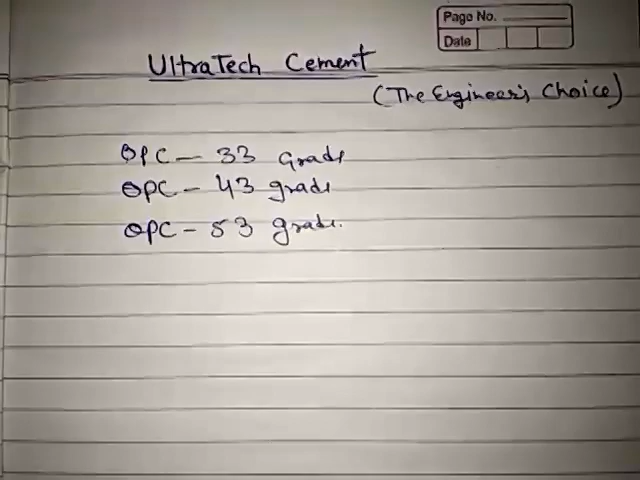 Page No.
Date
UltraTech Cement
(The Engineer's Choice)
OPC - 33 Grade
OPC - 43 grade
OPC - 53 grade.